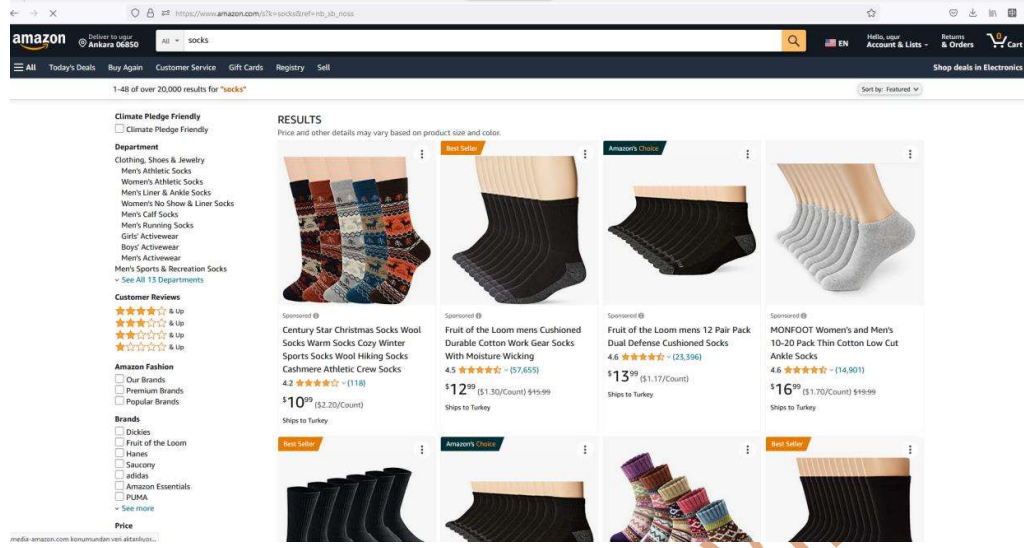 https://www.amazon.com/s?k=socks&ref=nb_sb_noss
amazon
Deliver to ugur
Ankara 06850
All
socks
EN
Hello, ugur
Account & Lists
Returns
& Orders
0
Cart
All
Today's Deals
Buy Again
Customer Service
Gift Cards
Registry
Sell
Shop deals in Electronics
1-48 of over 20,000 results for "socks"
Sort by: Featured
Climate Pledge Friendly
Climate Pledge Friendly
Department
Clothing, Shoes & Jewelry
Men's Athletic Socks
Women's Athletic Socks
Men's Liner & Ankle Socks
Women's No Show & Liner Socks
Men's Calf Socks
Men's Running Socks
Girls' Activewear
Boys' Activewear
Men's Activewear
Men's Sports & Recreation Socks
See All 13 Departments
Customer Reviews
& Up
& Up
& Up
& Up
Amazon Fashion
Our Brands
Premium Brands
Popular Brands
Brands
Dickies
Fruit of the Loom
Hanes
Saucony
adidas
Amazon Essentials
PUMA
See more
Price
RESULTS
Price and other details may vary based on product size and color.
Sponsored
Century Star Christmas Socks Wool
Socks Warm Socks Cozy Winter
Sports Socks Wool Hiking Socks
Cashmere Athletic Crew Socks
4.2 (118)
$1099 ($2.20/Count)
Ships to Turkey
Best Seller
Sponsored
Fruit of the Loom mens Cushioned
Durable Cotton Work Gear Socks
With Moisture Wicking
4.5 (57,655)
$1299 ($1.30/Count) $15.99
Ships to Turkey
Amazon's Choice
Sponsored
Fruit of the Loom mens 12 Pair Pack
Dual Defense Cushioned Socks
4.6 (23,396)
$1399 ($1.17/Count)
Ships to Turkey
Sponsored
MONFOOT Women's and Men's
10-20 Pack Thin Cotton Low Cut
Ankle Socks
4.6 (14,901)
$1699 ($1.70/Count) $19.99
Ships to Turkey
Best Seller
Amazon's Choice
Best Seller
media-amazon.com konumundan veri aktarılıyor...